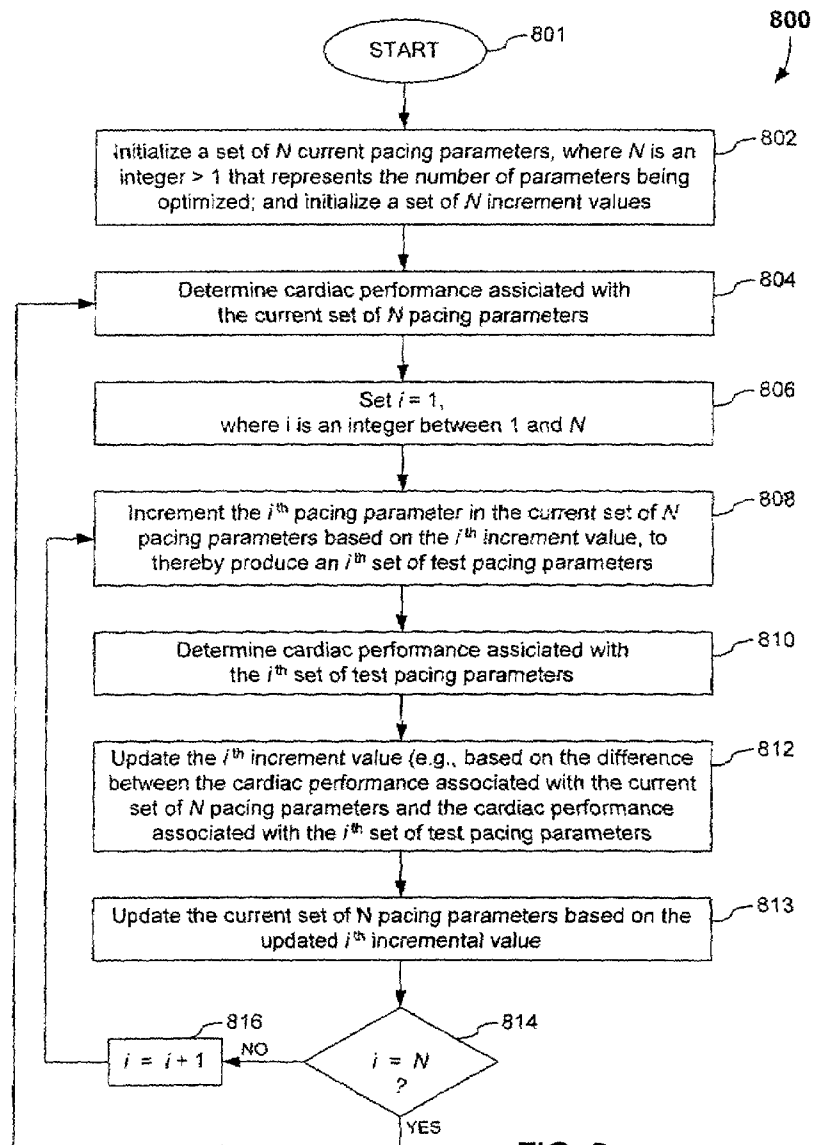 800
START
801
Initialize a set of N current pacing parameters, where N is an
integer > 1 that represents the number of parameters being
optimized; and initialize a set of N increment values
802
Determine cardiac performance assiciated with
the current set of N pacing parameters
804
Set i = 1,
where i is an integer between 1 and N
806
Increment the ith pacing parameter in the current set of N
pacing parameters based on the ith increment value, to
thereby produce an ith set of test pacing parameters
808
Determine cardiac performance assiciated with
the ith set of test pacing parameters
810
Update the ith increment value (e.g., based on the difference
between the cardiac performance associated with the current
set of N pacing parameters and the cardiac performance
associated with the ith set of test pacing parameters
812
Update the current set of N pacing parameters based on the
updated ith incremental value
813
816
i = i + 1
NO
i = N
?
814
YES